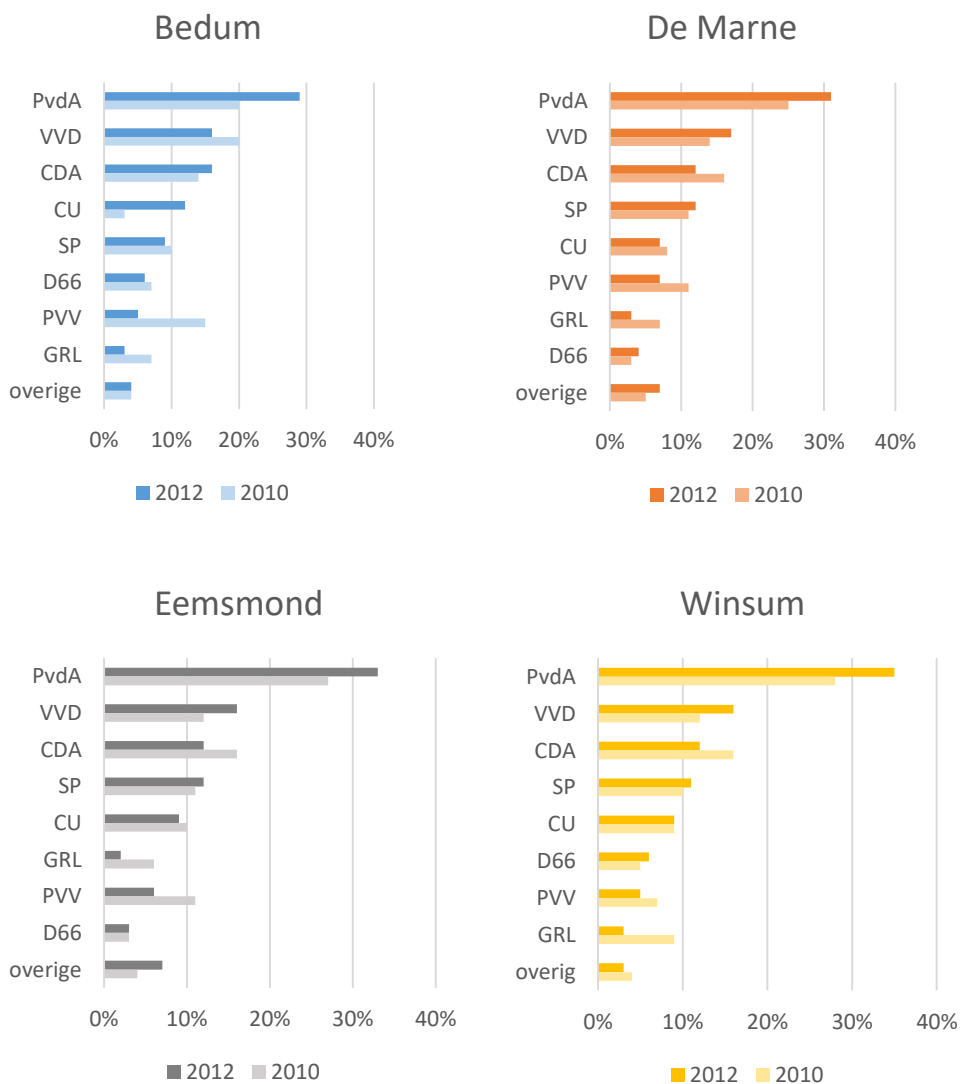 Bedum
PvdA
VVD
CDA
CU
SP
D66
PVV
GRL
overige
0% 10% 20% 30% 40%
2012 2010
De Marne
PvdA
VVD
CDA
SP
CU
PVV
GRL
D66
overige
0% 10% 20% 30% 40%
2012 2010
Eemsmond
PvdA
VVD
CDA
SP
CU
GRL
PVV
D66
overige
0% 10% 20% 30% 40%
2012 2010
Winsum
PvdA
VVD
CDA
SP
CU
D66
PVV
GRL
overig
0% 10% 20% 30% 40%
2012 2010